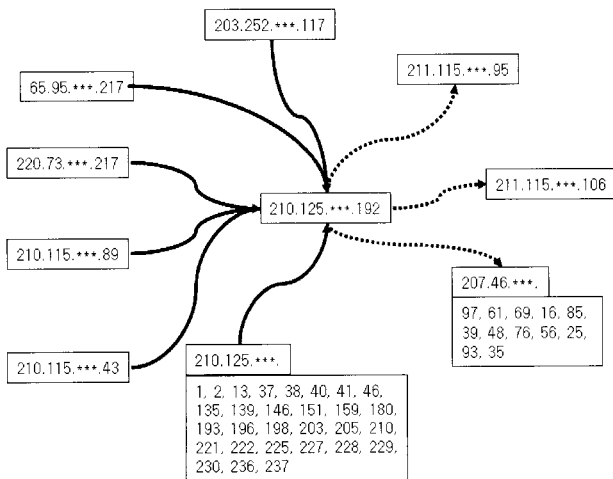 203.252.***.117
211.115.***.95
65.95.***.217
220.73.***.217
211.115.***.106
210.125.***.192
210.115.***.89
207.46.***.
97, 61, 69, 16, 85,
39, 48, 76, 56, 25,
93, 35
210.115.***.43
210.125.***.
1, 2, 13, 37, 38, 40, 41, 46,
135, 139, 146, 151, 159, 180,
193, 196, 198, 203, 205, 210,
221, 222, 225, 227, 228, 229,
230, 236, 237